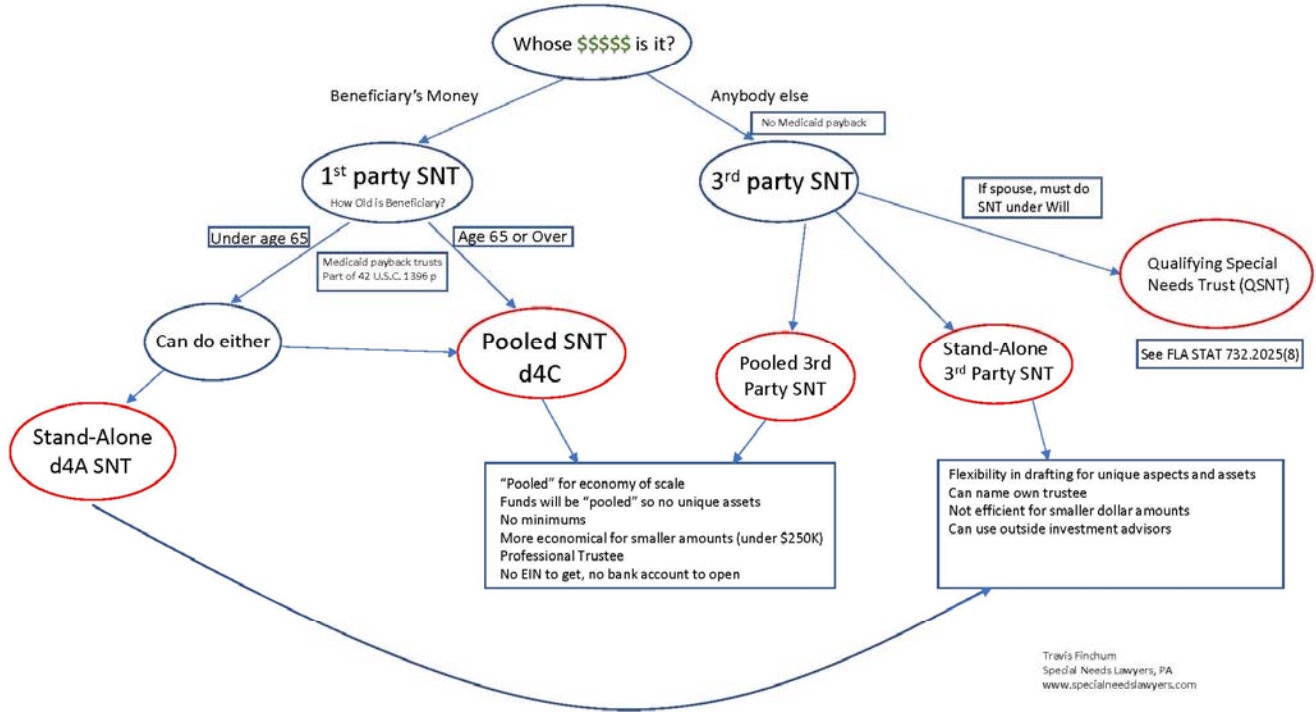 Whose $$$$$ is it?
Beneficiary's Money
Anybody else
No Medicaid payback
1st party SNT
How Old is Beneficiary?
3rd party SNT
If spouse, must do
SNT under Will
Under age 65
Age 65 or Over
Medicaid payback trusts
Part of 42 U.S.C. 1396 p
Qualifying Special
Needs Trust (QSNT)
Can do either
Pooled SNT
d4C
Pooled 3rd
Party SNT
Stand-Alone
3rd Party SNT
See FLA STAT 732.2025(8)
Stand-Alone
d4A SNT
"Pooled" for economy of scale
Funds will be "pooled" so no unique assets
No minimums
More economical for smaller amounts (under $250K)
Professional Trustee
No EIN to get, no bank account to open
Flexibility in drafting for unique aspects and assets
Can name own trustee
Not efficient for smaller dollar amounts
Can use outside investment advisors
Travis Finchum
Special Needs Lawyers, PA
www.specialneedslawyers.com